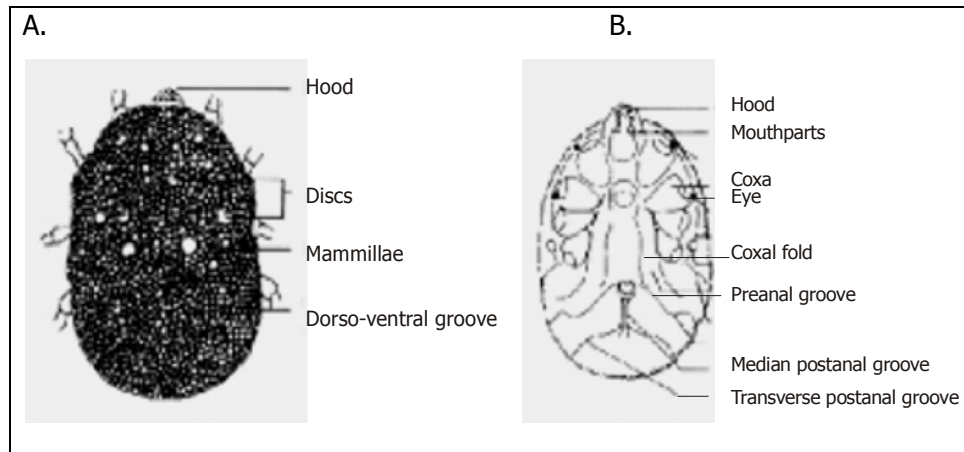 A.
Hood
Discs
Mammillae
Dorso-ventral groove
B.
Hood
Mouthparts
Coxa
Eye
Coxal fold
Preanal groove
Median postanal groove
Transverse postanal groove